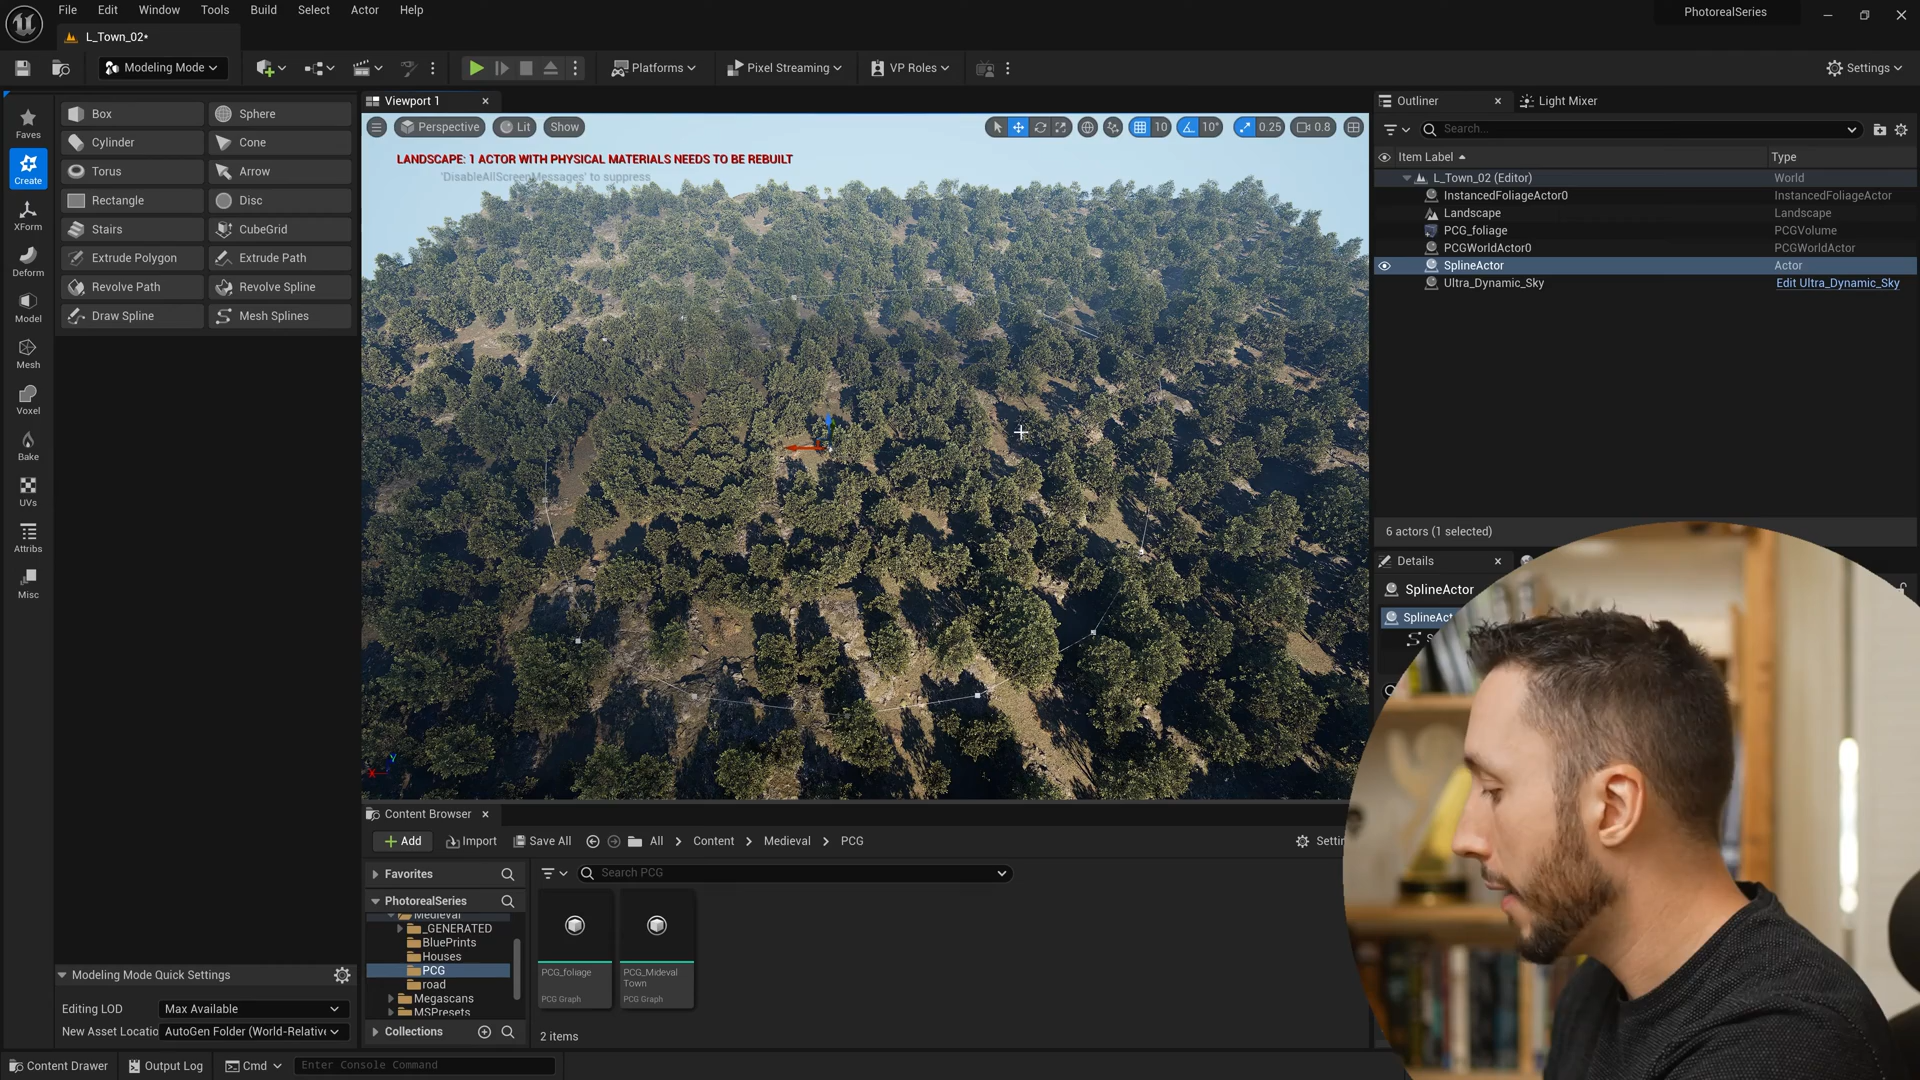 File Edit Window Tools Build Select Actor Help
PhotorealSeries
L_Town_02*
Modeling Mode
Platforms
Pixel Streaming
VP Roles
Settings
Faves
Create
XForm
Deform
Model
Mesh
Voxel
Bake
UVs
Attribs
Misc
Box Sphere
Cylinder Cone
Torus Arrow
Rectangle Disc
Stairs CubeGrid
Extrude Polygon Extrude Path
Revolve Path Revolve Spline
Draw Spline Mesh Splines
Modeling Mode Quick Settings
Editing LOD Max Available
New Asset Locatio AutoGen Folder (World-Relative
Viewport 1
Perspective Lit Show
10 10° 0.25 0.8
LANDSCAPE: 1 ACTOR WITH PHYSICAL MATERIALS NEEDS TO BE REBUILT
'DisableAllScreenMessages' to suppress
X Y
Content Browser
Add Import Save All All Content Medieval PCG Settin
Favorites
Search PCG
PhotorealSeries
Medieval
_GENERATED
BluePrints
Houses
PCG
road
Megascans
MSPresets
Collections
PCG_foliage
PCG Graph
PCG_Mideval
Town
PCG Graph
2 items
Outliner Light Mixer
Search...
Item Label Type
L_Town_02 (Editor) World
InstancedFoliageActor0 InstancedFoliageActor
Landscape Landscape
PCG_foliage PCGVolume
PCGWorldActor0 PCGWorldActor
SplineActor Actor
Ultra_Dynamic_Sky Edit Ultra_Dynamic_Sky
6 actors (1 selected)
Details
SplineActor
SplineAct
Content Drawer Output Log Cmd Enter Console Command